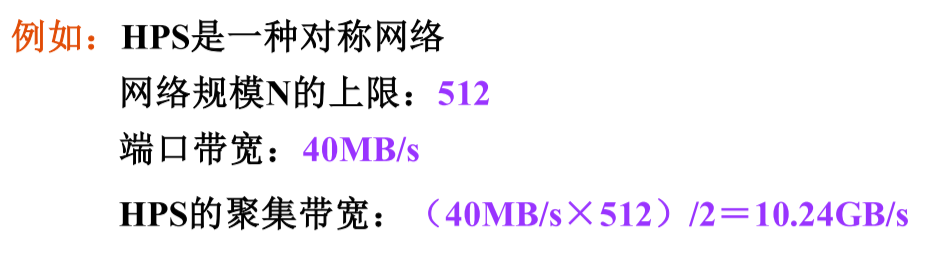 例如：HPS是一种对称网络
网络规模N的上限：512
端口带宽：40MB/s
HPS的聚集带宽：（40MB/s×512）/2＝10.24GB/s